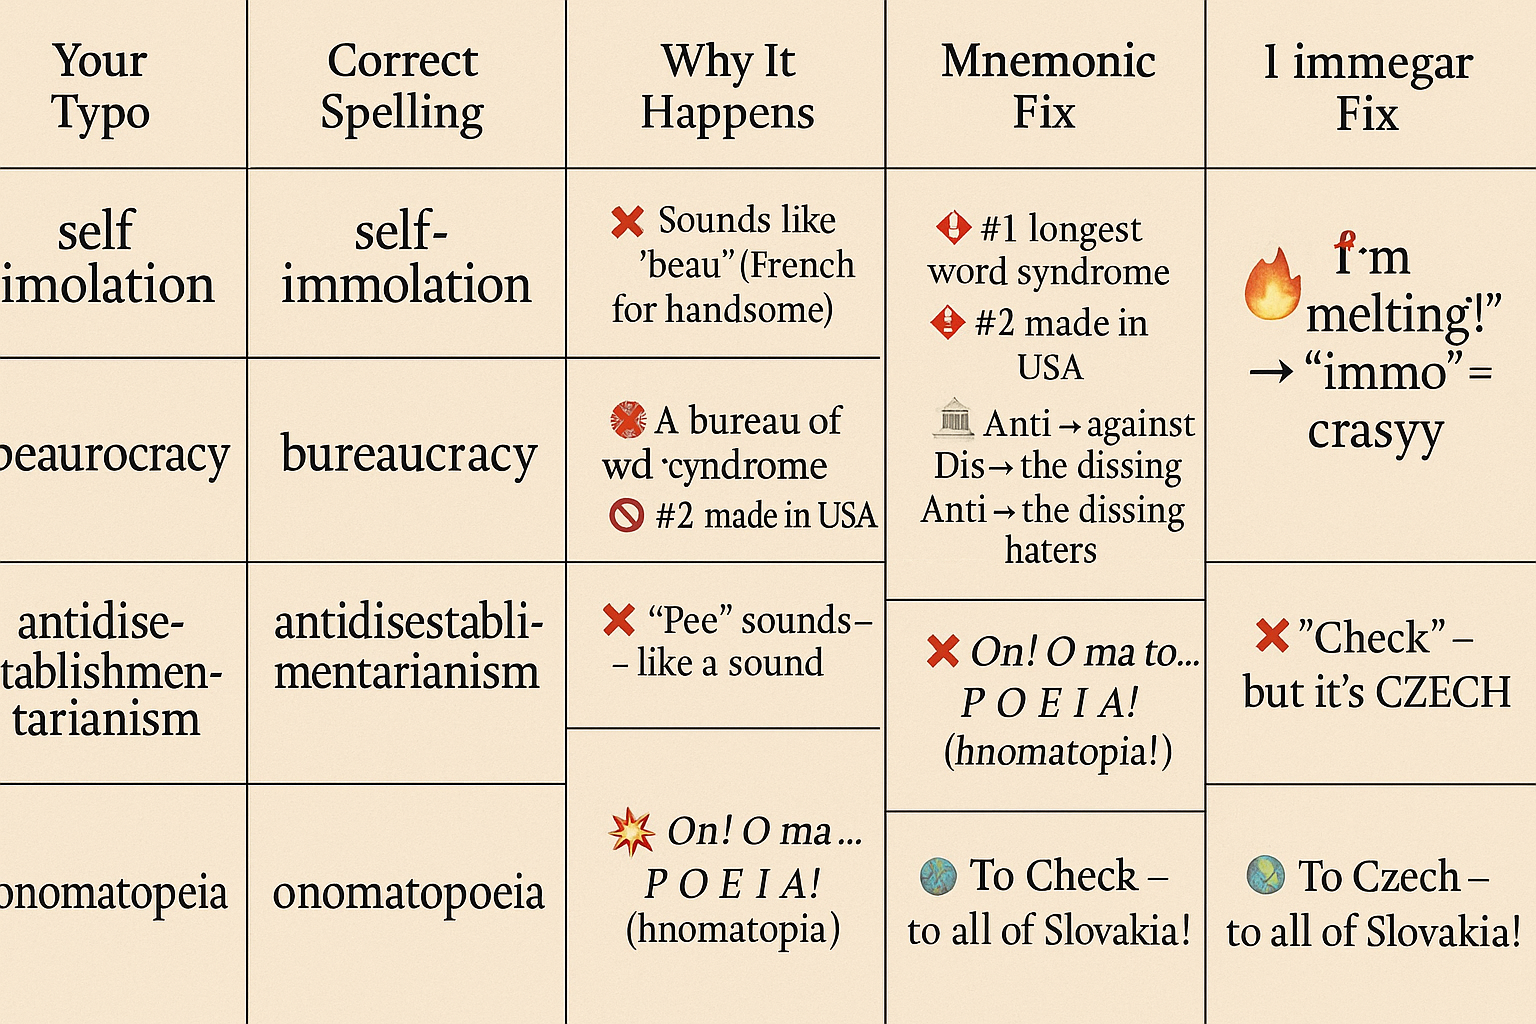 Your
Typo
Correct
Spelling
Why It
Happens
Mnemonic
Fix
I immegar
Fix
self
imolation
self-
immolation
❌ Sounds like
’beau” (French
for handsome)
#1 longest
word syndrome
#2 made in
USA
Anti → against
Dis → the dissing
Anti → the dissing
haters
I·m
melting!”
→ “immo” =
crasyy
beaurocracy
bureaucracy
A bureau of
wd ·cyndrome
#2 made in USA
antidise-
tablishmen-
tarianism
antidisestabli-
mentarianism
❌ “Pee” sounds–
– like a sound
❌ On! O ma to...
P O E I A!
(hnomatopia!)
❌ ”Check” –
but it’s CZECH
onomatopeia
onomatopoeia
On! O ma ...
P O E I A!
(hnomatopia)
To Check –
to all of Slovakia!
To Czech –
to all of Slovakia!